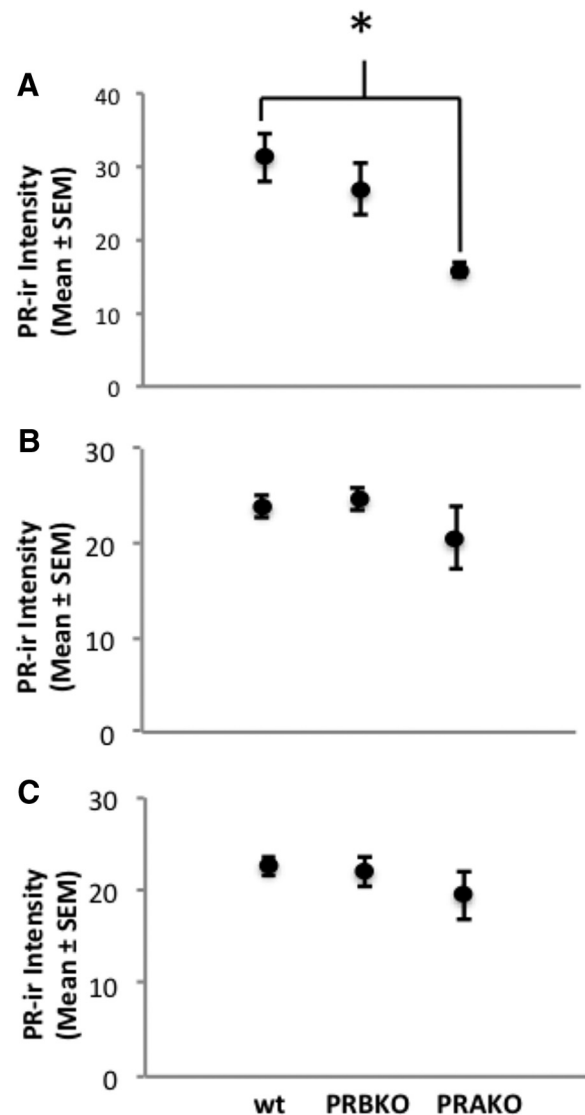 *
A
PR-ir Intensity
(Mean ± SEM)
40
30
20
10
0
B
PR-ir Intensity
(Mean ± SEM)
30
20
10
0
C
PR-ir Intensity
(Mean ± SEM)
30
20
10
0
wt PRBKO PRAKO